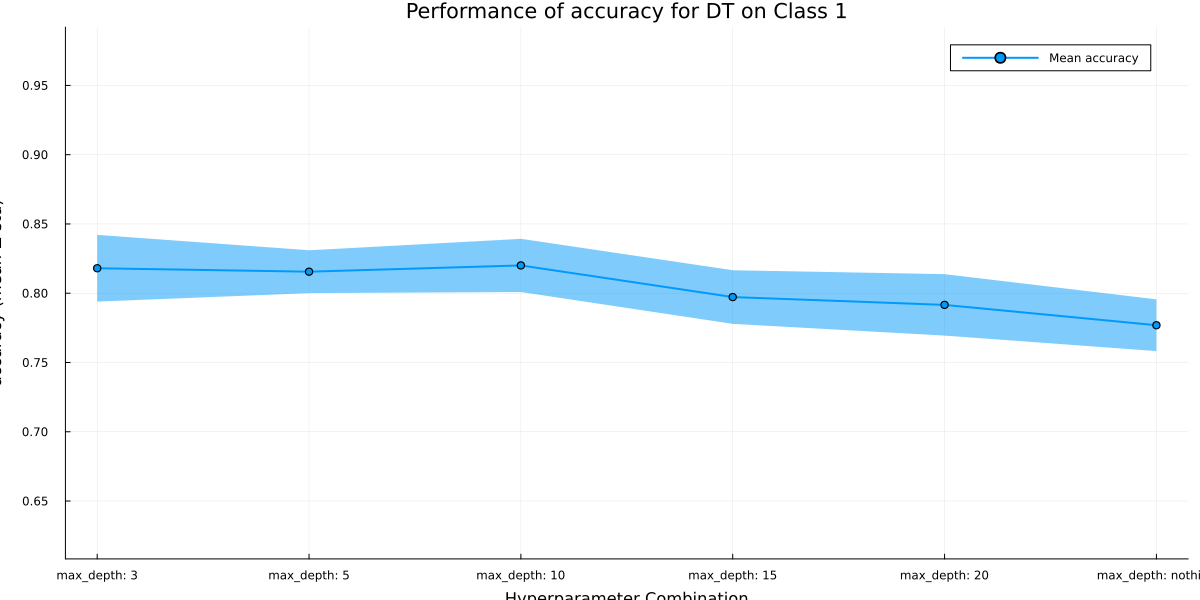 Performance of accuracy for DT on Class 1
Mean accuracy
0.95
0.90
0.85
0.80
0.75
0.70
0.65
max_depth: 3
max_depth: 5
max_depth: 10
max_depth: 15
max_depth: 20
max_depth: nothi
Hyperparameter Combination